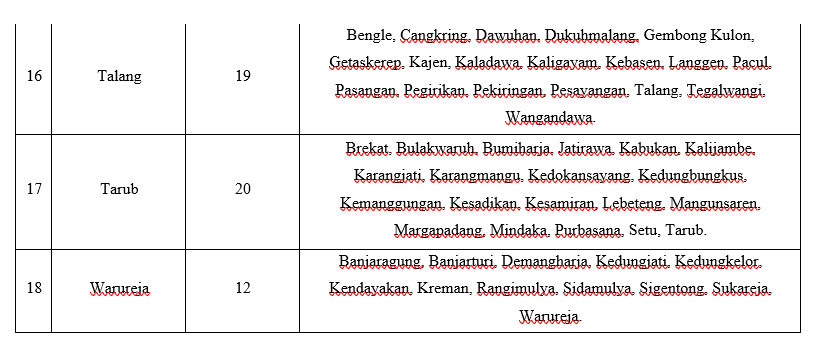 Bengle, Cangkring, Dawuhan, Dukuhmalang, Gembong Kulon,
16 Talang 19 Getaskerep, Kajen, Kaladawa, Kaligayam, Kebasen, Langgen, Pacul,
Pasangan, Pegirikan, Pekiringan, Pesayangan, Talang, Tegalwangi,
Wangandawa.
Brekat, Bulakwaruh, Bumiharja, Jatirawa, Kabukan, Kalijambe,
17 Tarub 20 Karangjati, Karangmangu, Kedokansayang, Kedungbungkus,
Kemanggungan, Kesadikan, Kesamiran, Lebeteng, Mangunsaren,
Margapadang, Mindaka, Purbasana, Setu, Tarub.
Banjaragung, Banjarturi, Demangharja, Kedungjati, Kedungkelor,
18 Warureja 12 Kendayakan, Kreman, Rangimulya, Sidamulya, Sigentong, Sukareja,
Warureja.